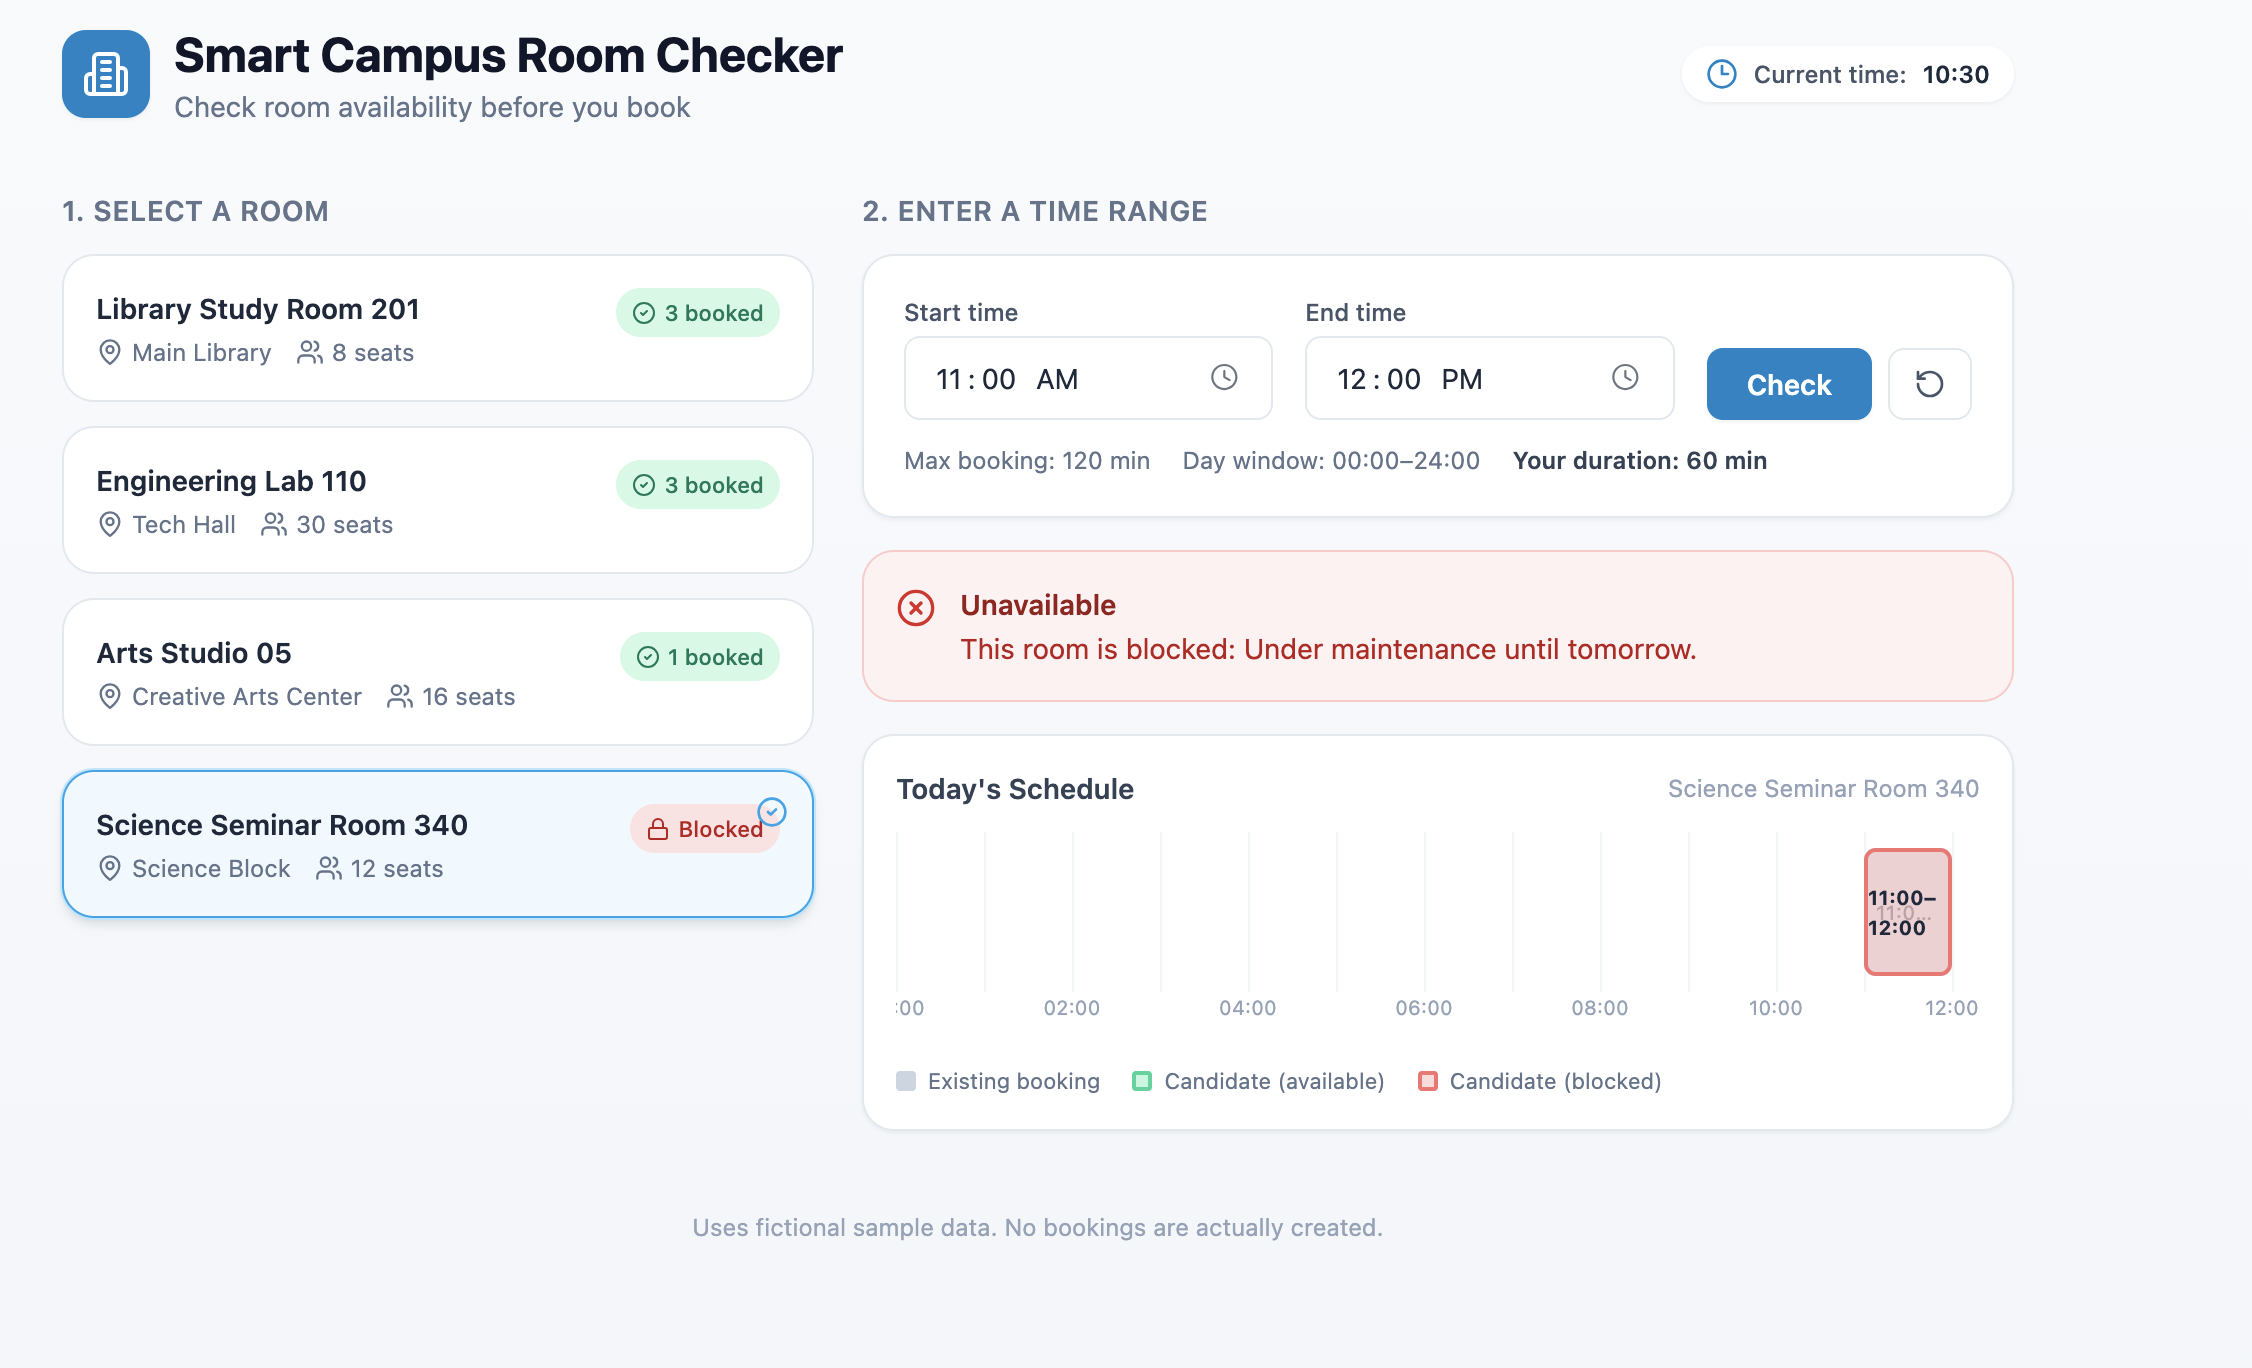 Smart Campus Room Checker
Check room availability before you book
Current time: 10:30
1. SELECT A ROOM
Library Study Room 201
3 booked
Main Library 8 seats
Engineering Lab 110
3 booked
Tech Hall 30 seats
Arts Studio 05
1 booked
Creative Arts Center 16 seats
Science Seminar Room 340
Blocked
Science Block 12 seats
2. ENTER A TIME RANGE
Start time End time
11:00 AM 12:00 PM Check
Max booking: 120 min Day window: 00:00–24:00 Your duration: 60 min
Unavailable
This room is blocked: Under maintenance until tomorrow.
Today's Schedule Science Seminar Room 340
11:00–
11:0...
12:00
:00 02:00 04:00 06:00 08:00 10:00 12:00
Existing booking Candidate (available) Candidate (blocked)
Uses fictional sample data. No bookings are actually created.